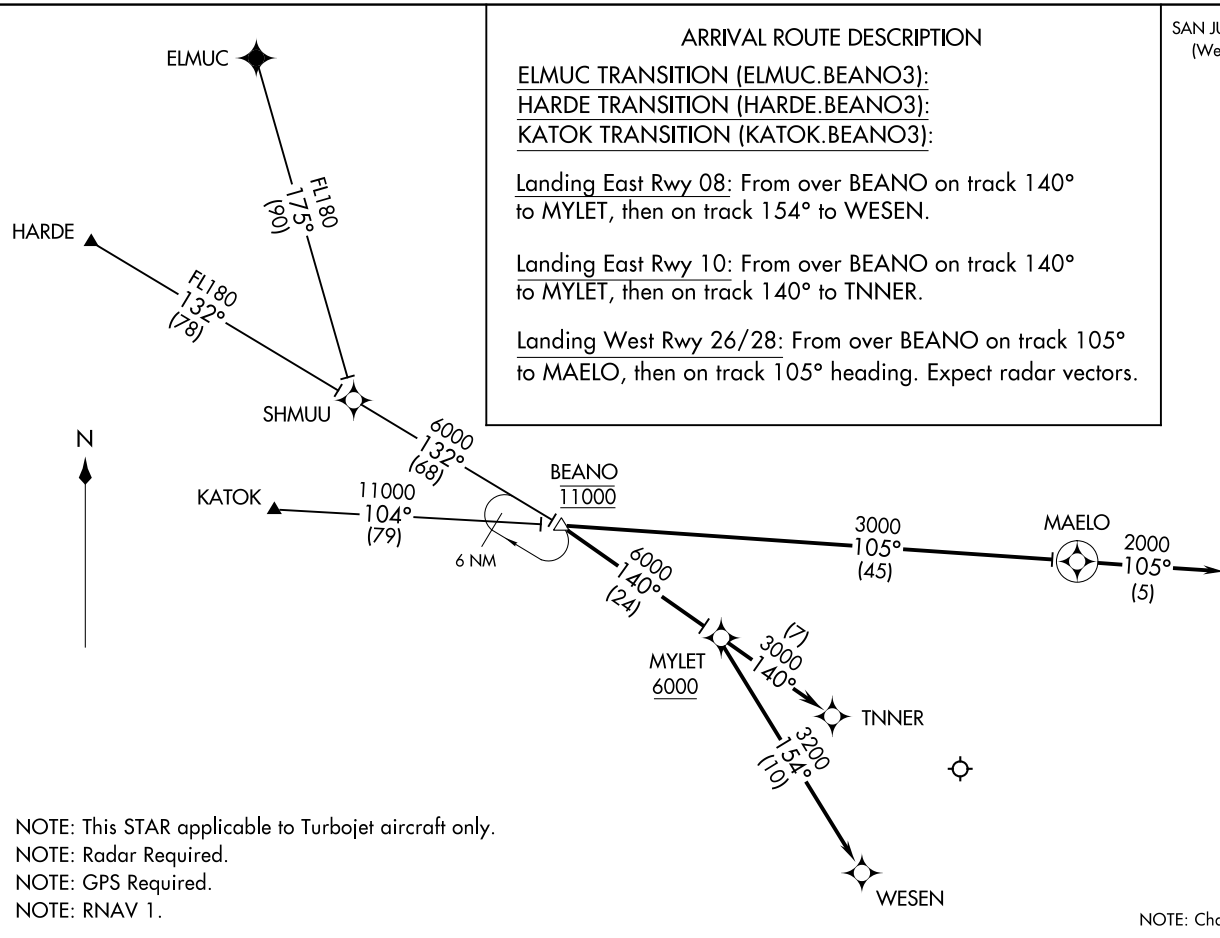 ARRIVAL ROUTE DESCRIPTION
ELMUC TRANSITION (ELMUC.BEANO3):
HARDE TRANSITION (HARDE.BEANO3):
KATOK TRANSITION (KATOK.BEANO3):
Landing East Rwy 08: From over BEANO on track 140°
to MYLET, then on track 154° to WESEN.
Landing East Rwy 10: From over BEANO on track 140°
to MYLET, then on track 140° to TNNER.
Landing West Rwy 26/28: From over BEANO on track 105°
to MAELO, then on track 105° heading. Expect radar vectors.
SAN JU
(We
ELMUC
FL180
175°
(90)
HARDE
FL180
132°
(78)
SHMUU
6000
132°
(68)
N
KATOK
11000
104°
(79)
6 NM
BEANO
11000
3000
105°
(45)
MAELO
2000
105°
(5)
6000
140°
(24)
MYLET
6000
(7)
3000
140°
TNNER
3200
154°
(10)
WESEN
NOTE: This STAR applicable to Turbojet aircraft only.
NOTE: Radar Required.
NOTE: GPS Required.
NOTE: RNAV 1.
NOTE: Cha